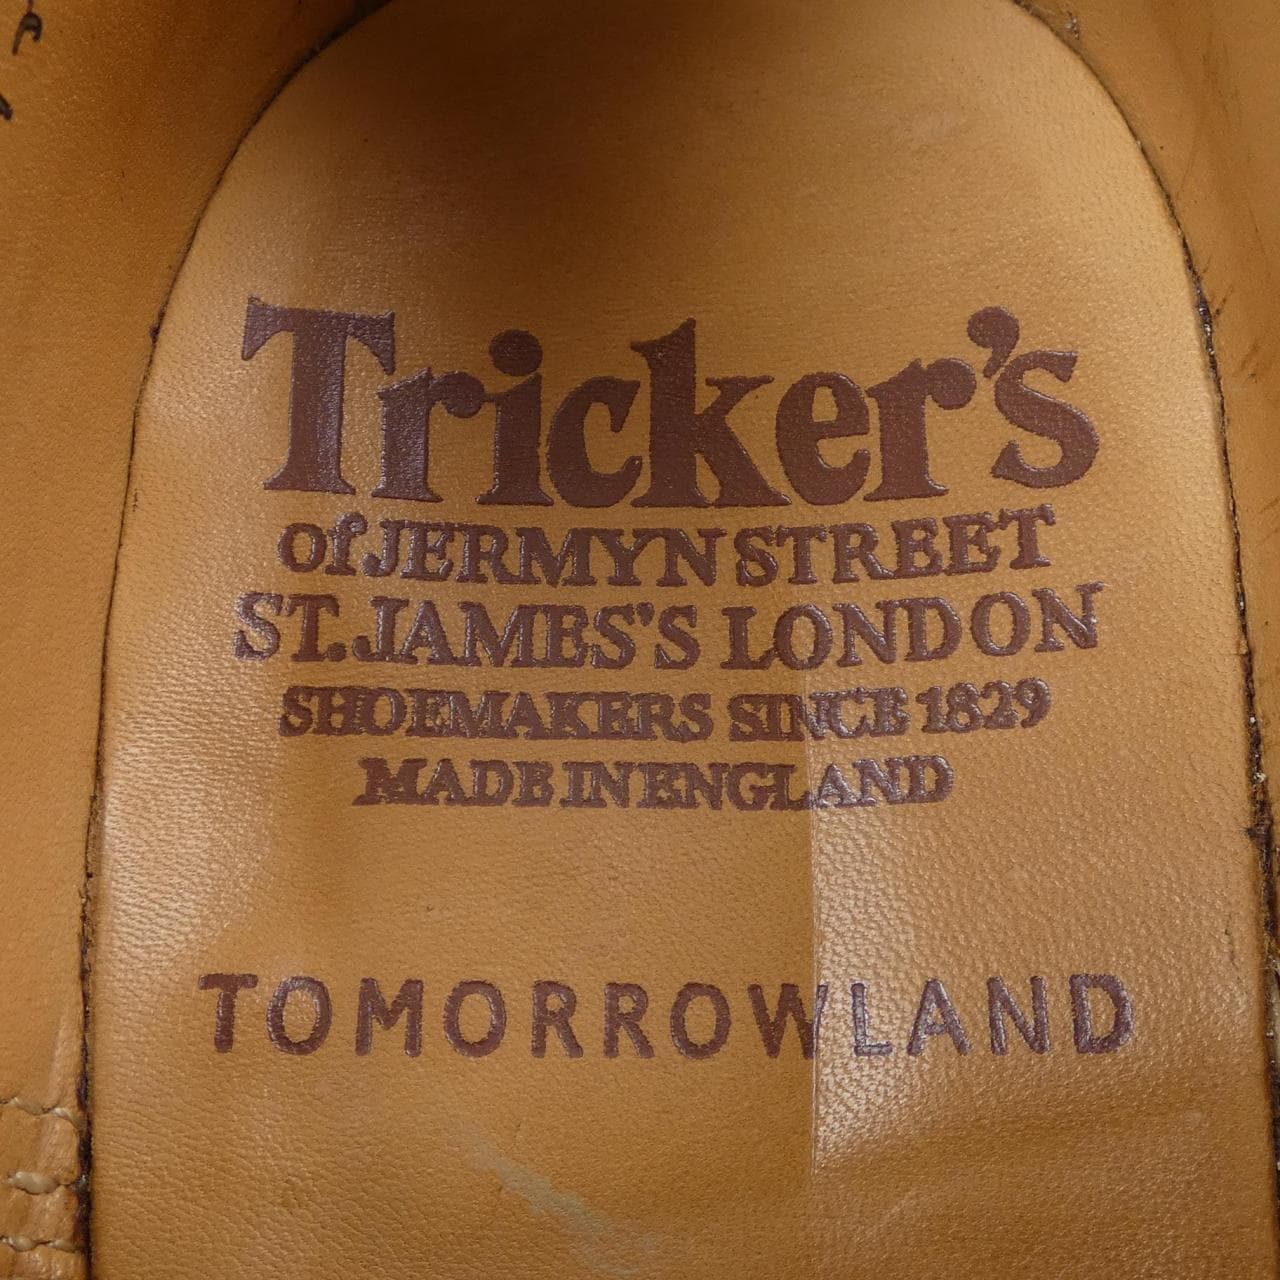 Tricker's
of JERMYN STREET
ST. JAMES'S LONDON
SHOEMAKERS SINCE 1829
MADE IN ENGLAND
TOMORROWLAND